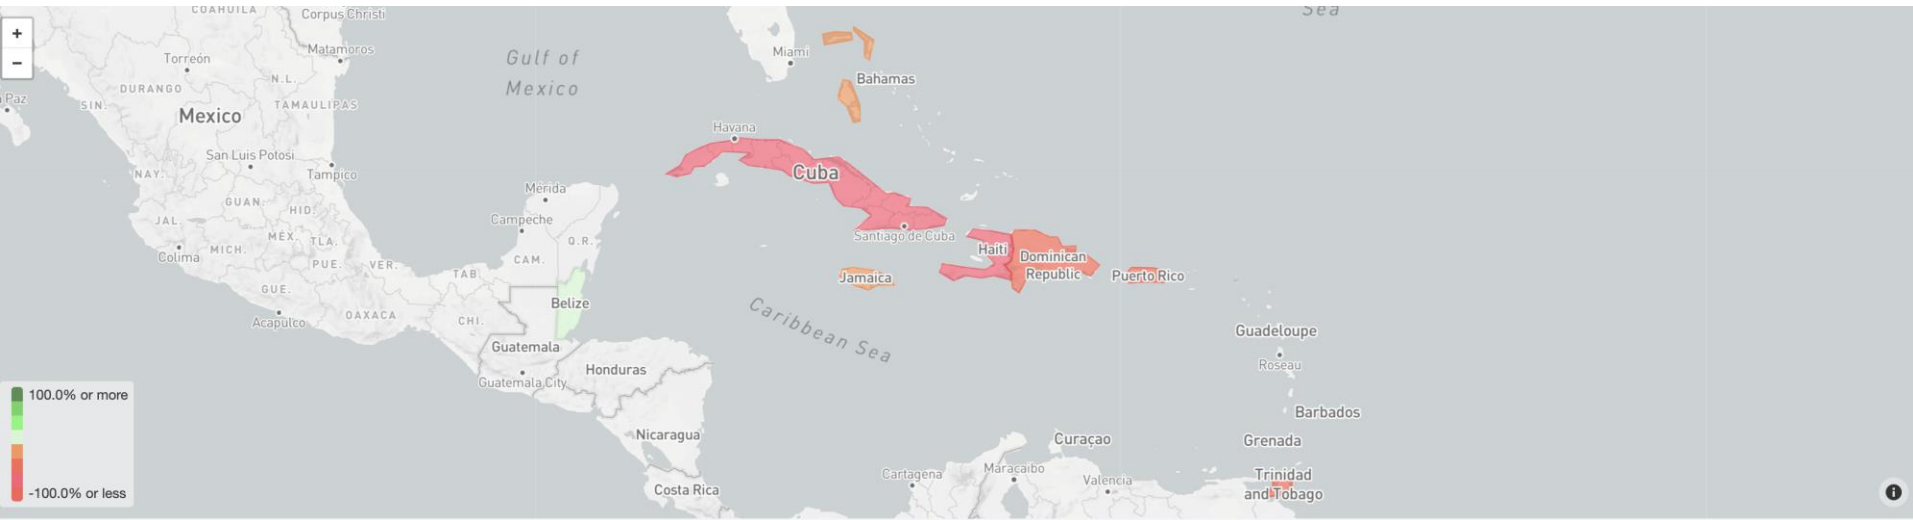 COAHUILA
Corpus Christi
Sea
+
−
Torreón
Matamoros
Gulf of
Mexico
Miami
Paz
DURANGO
N.L.
SIN.
TAMAULIPAS
Bahamas
Mexico
Havana
San Luis Potosi
Tampico
NAY.
Cuba
Mérida
GUAN.
HID.
JAL.
Campeche
MÉX.
TLA.
Q.R.
Santiago de Cuba
MICH.
Colima
PUE.
VER.
CAM.
TAB.
Haiti
Dominican
Republic
Jamaica
Puerto Rico
GUE.
Belize
OAXACA
CHI.
Acapulco
Caribbean Sea
Guadeloupe
Guatemala
Roseau
Honduras
Guatemala City
100.0% or more
Barbados
Nicaragua
Curaçao
Grenada
Cartagena
Maracaibo
Valencia
Trinidad
and Tobago
Costa Rica
-100.0% or less
i